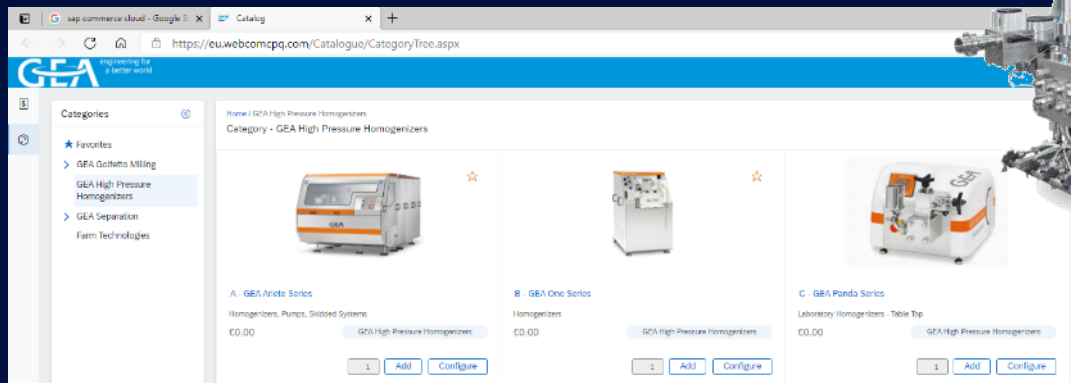 sap commerce cloud - Google S
Catalog
https://eu.webcomcpq.com/Catalogue/CategoryTree.aspx
GEA engineering for
a better world
Categories
Favorites
GEA Golfetto Milling
GEA High Pressure
Homogenizers
GEA Separation
Farm Technologies
Home / GEA High Pressure Homogenizers
Category - GEA High Pressure Homogenizers
GEA
GEA
A - GEA Ariete Series
B - GEA One Series
C - GEA Panda Series
Homogenizers, Pumps, Skidded Systems
Homogenizers
Laboratory Homogenizers - Table Top
€0.00
GEA High Pressure Homogenizers
€0.00
GEA High Pressure Homogenizers
€0.00
GEA High Pressure Homogenizers
1 Add Configure
1 Add Configure
1 Add Configure